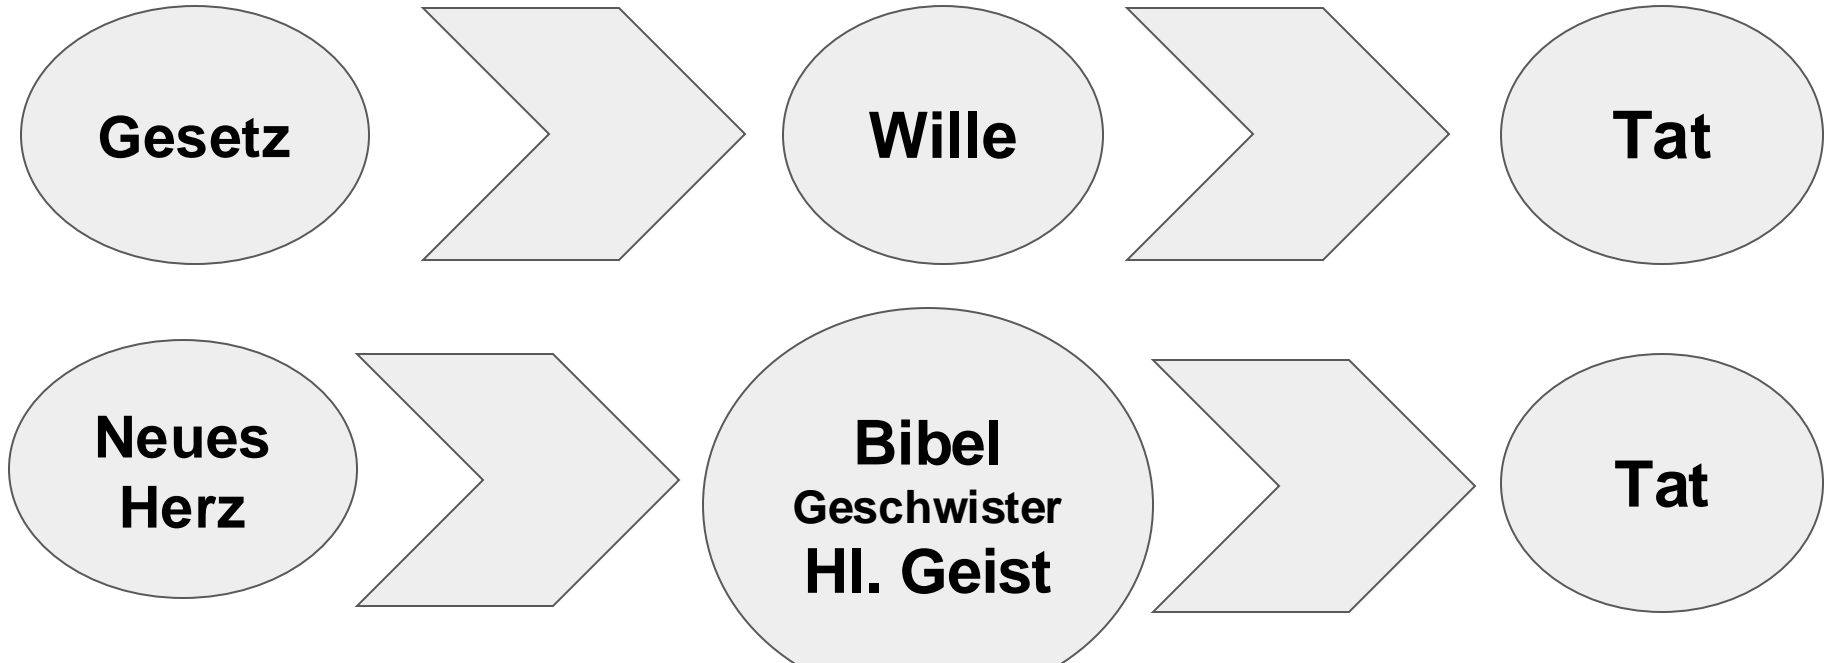 Gesetz
Wille
Tat
Neues
Herz
Bibel
Geschwister
Hl. Geist
Tat